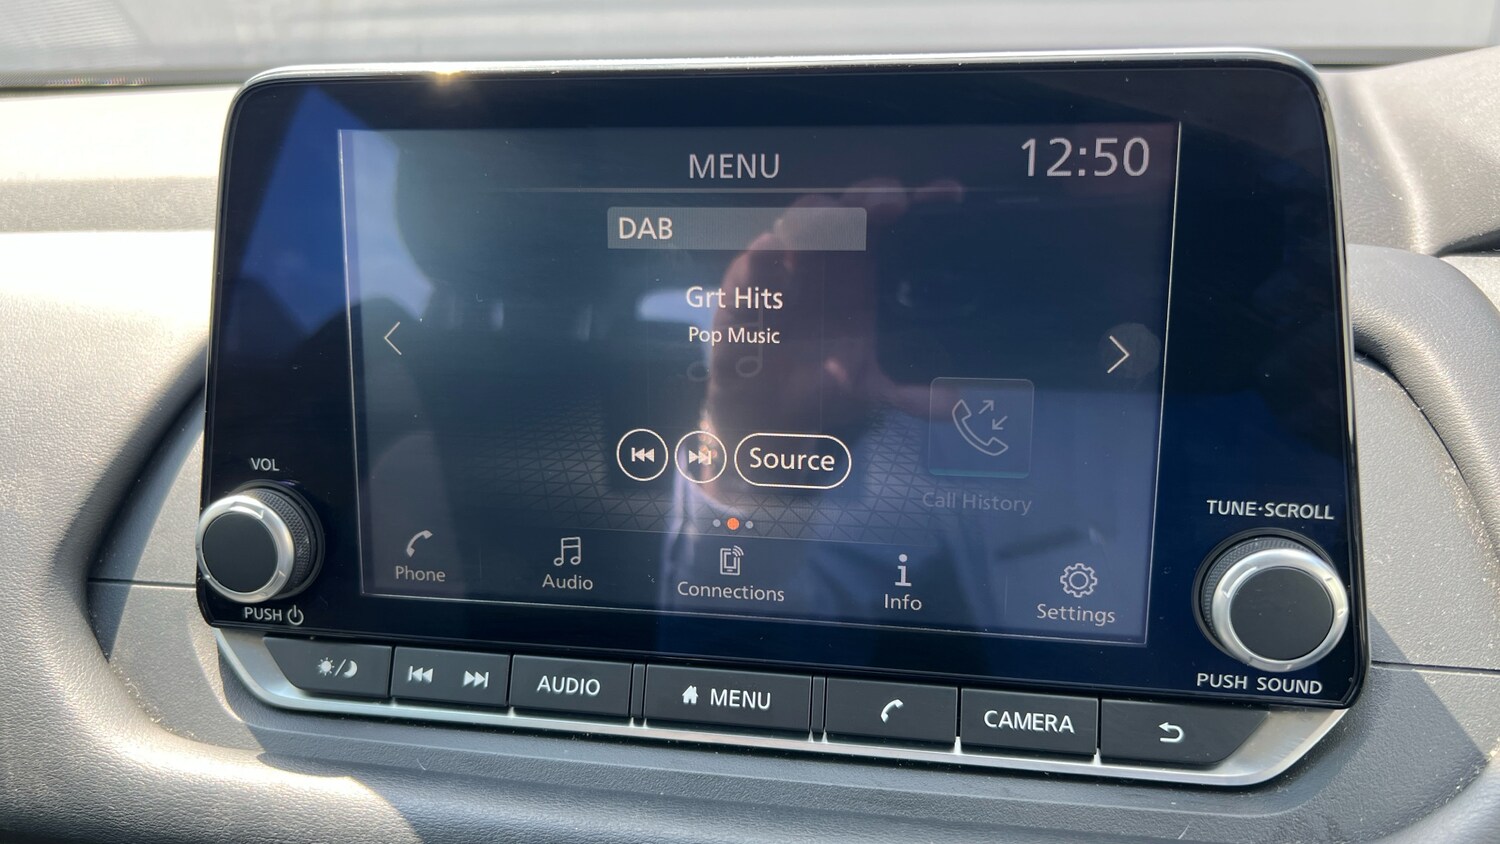 MENU
12:50
DAB
Grt Hits
Pop Music
Source
Call History
Phone
Audio
Connections
Info
Settings
VOL
PUSH
TUNE·SCROLL
PUSH SOUND
AUDIO
MENU
CAMERA